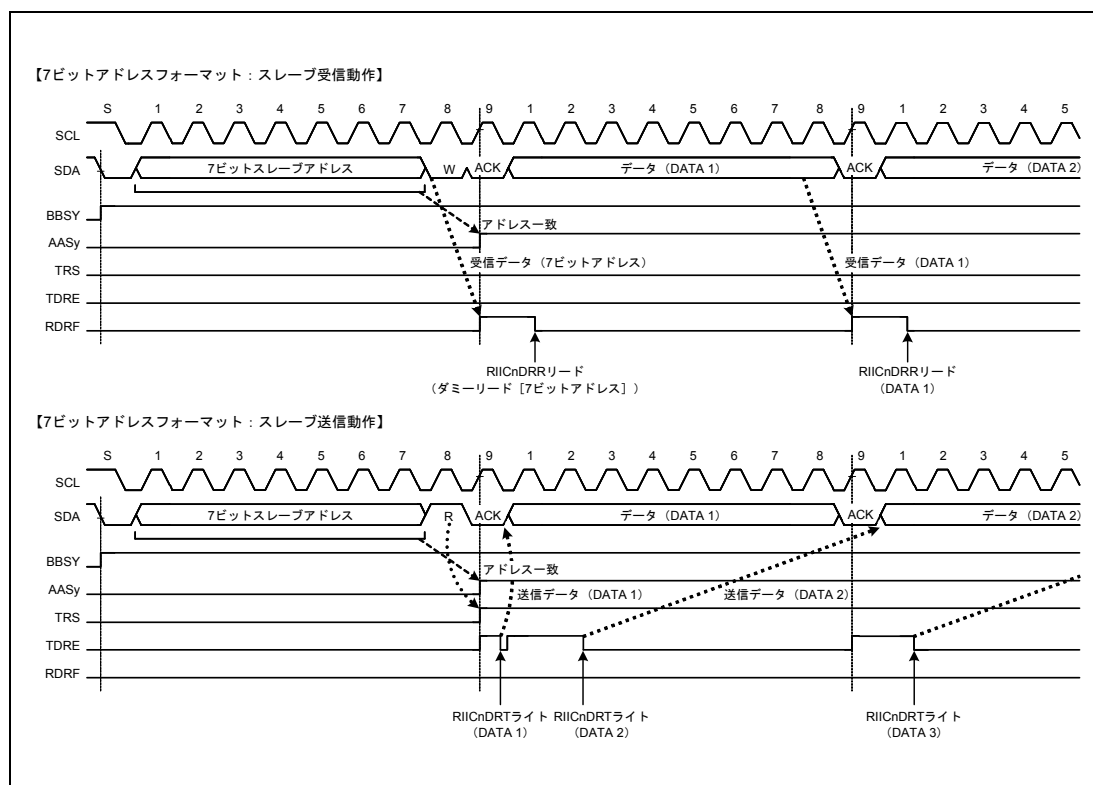 【7ビットアドレスフォーマット：スレーブ受信動作】
S 1 2 3 4 5 6 7 8 9 1 2 3 4 5 6 7 8 9 1 2 3 4 5
SCL
SDA 7ビットスレーブアドレス W ACK データ（DATA 1） ACK データ（DATA 2）
BBSY
アドレス一致
AASy
受信データ（7ビットアドレス） 受信データ（DATA 1）
TRS
TDRE
RDRF
RIICnDRRリード RIICnDRRリード
（ダミーリード［7ビットアドレス］） （DATA 1）
【7ビットアドレスフォーマット：スレーブ送信動作】
S 1 2 3 4 5 6 7 8 9 1 2 3 4 5 6 7 8 9 1 2 3 4 5
SCL
SDA 7ビットスレーブアドレス R ACK データ（DATA 1） ACK データ（DATA 2）
BBSY
アドレス一致
AASy
送信データ（DATA 1） 送信データ（DATA 2）
TRS
TDRE
RDRF
RIICnDRTライト RIICnDRTライト RIICnDRTライト
（DATA 1） （DATA 2） （DATA 3）